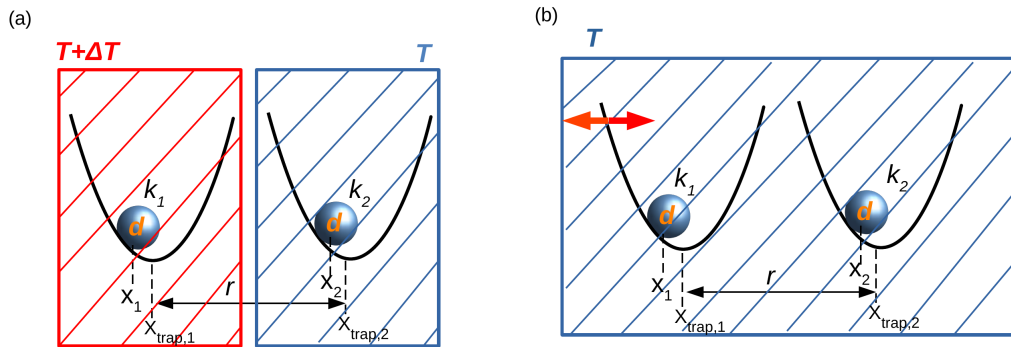 (a)
T+ΔT
T
k1
d
k2
d
x1
r
x2
xtrap,1
xtrap,2
(b)
T
k1
d
k2
d
x1
r
x2
xtrap,1
xtrap,2